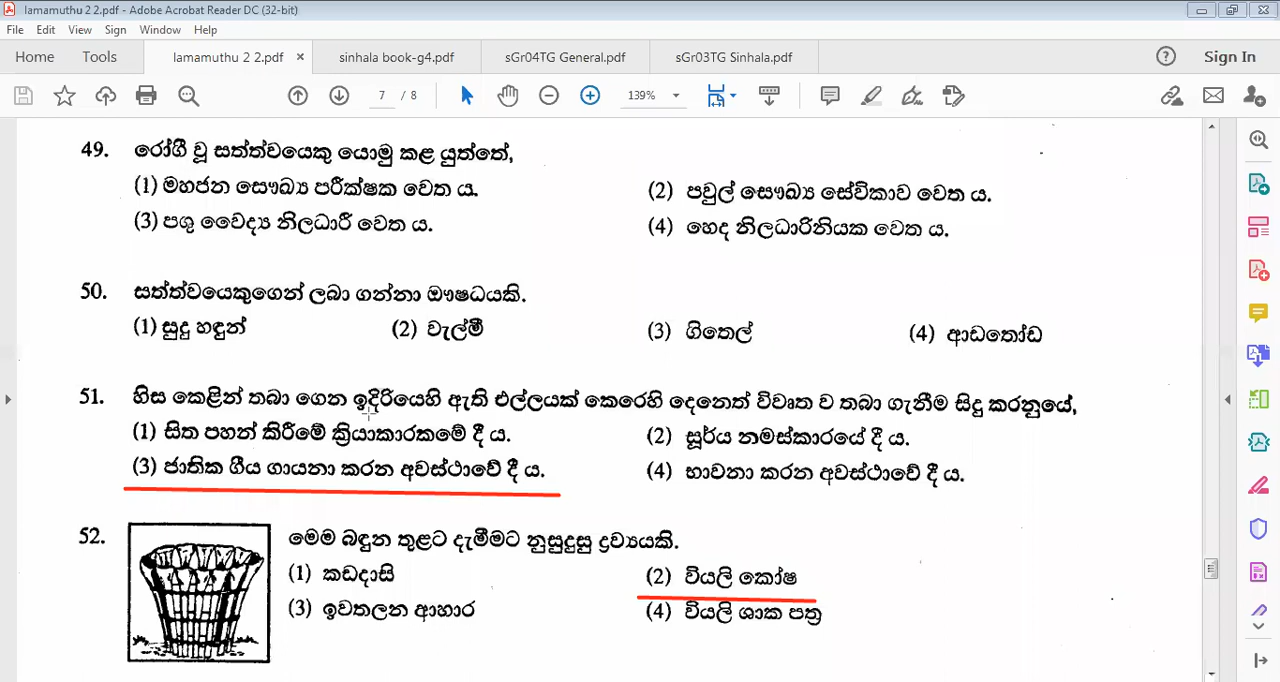 lamamuthu 2 2.pdf - Adobe Acrobat Reader DC (32-bit)
File Edit View Sign Window Help
Home Tools lamamuthu 2 2.pdf × sinhala book-g4.pdf sGr04TG General.pdf sGr03TG Sinhala.pdf Sign In
7 / 8 139%
49. රෝගී වූ සත්ත්වයෙකු යොමු කළ යුත්තේ,
(1) මහජන සෞඛ්‍ය පරීක්ෂක වෙත ය. (2) පවුල් සෞඛ්‍ය සේවිකාව වෙත ය.
(3) පශු වෛද්‍ය නිලධාරී වෙත ය. (4) හෙද නිලධාරිනියක වෙත ය.
50. සත්ත්වයෙකුගෙන් ලබා ගන්නා ඖෂධයකි.
(1) සුදු හඳුන් (2) වැල්මී (3) ගිතෙල් (4) ආඩතෝඩ
51. හිස කෙළින් තබා ගෙන ඉදිරියෙහි ඇති එල්ලයක් කෙරෙහි දෙනෙත් විවෘත ව තබා ගැනීම සිදු කරනුයේ,
(1) සිත පහන් කිරීමේ ක්‍රියාකාරකමේ දී ය. (2) සූර්ය නමස්කාරයේ දී ය.
(3) ජාතික ගීය ගායනා කරන අවස්ථාවේ දී ය. (4) භාවනා කරන අවස්ථාවේ දී ය.
52. මෙම බඳුන තුළට දැමීමට නුසුදුසු ද්‍රව්‍යයකි.
(1) කඩදාසි (2) වියලි කෝෂ
(3) ඉවතලන ආහාර (4) වියලි ශාක පත්‍ර